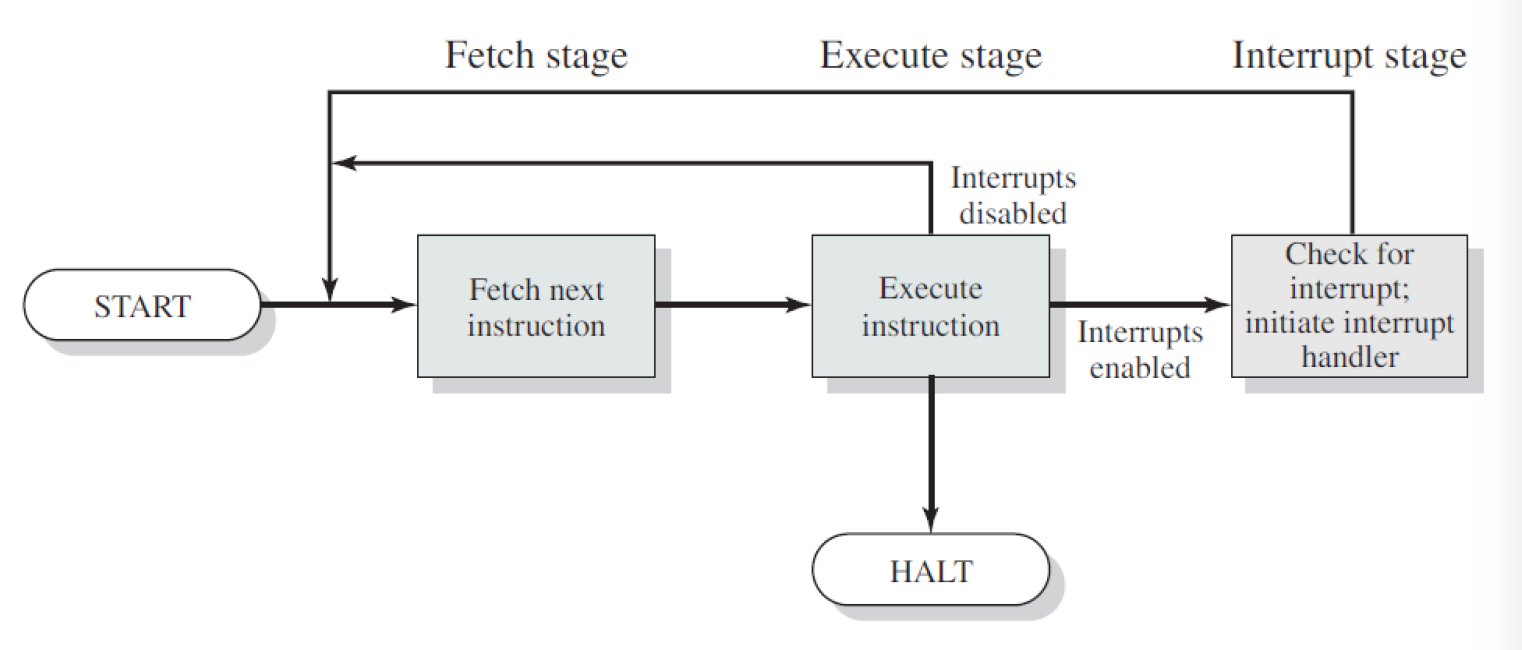 Fetch stage
Execute stage
Interrupt stage
Interrupts
disabled
START
Fetch next
instruction
Execute
instruction
Interrupts
enabled
Check for
interrupt;
initiate interrupt
handler
HALT